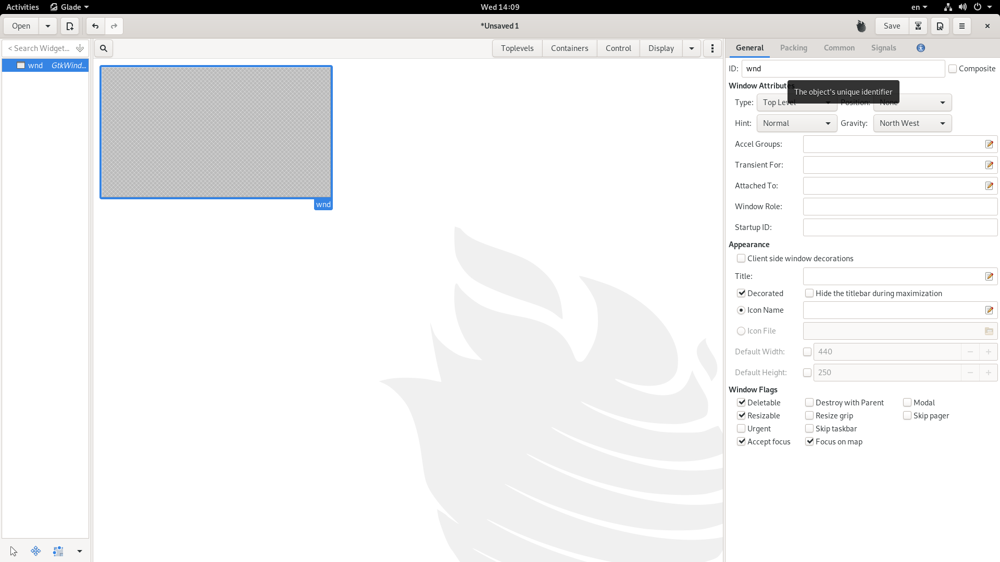 Activities
Glade
Wed 14:09
en
Open
*Unsaved 1
Save
< Search Widget...
Toplevels
Containers
Control
Display
General
Packing
Common
Signals
wnd GtkWind...
ID: wnd
Composite
Window Attributes
The object's unique identifier
Type: Top Level
Position: None
Hint: Normal
Gravity: North West
Accel Groups:
Transient For:
Attached To:
wnd
Window Role:
Startup ID:
Appearance
Client side window decorations
Title:
Decorated
Hide the titlebar during maximization
Icon Name
Icon File
Default Width: 440
Default Height: 250
Window Flags
Deletable
Destroy with Parent
Modal
Resizable
Resize grip
Skip pager
Urgent
Skip taskbar
Accept focus
Focus on map